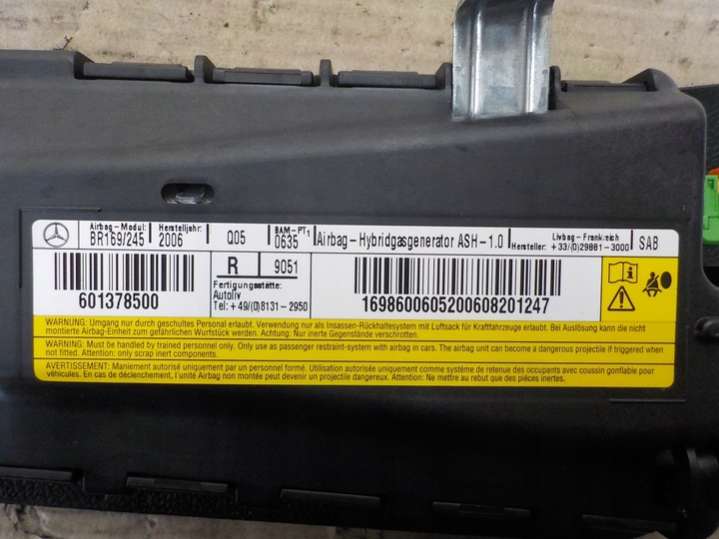 Airbag-Modul: Herstelljahr: BAM-PT1 Livbag-Frankreich
BR169/245 2006 Q05 0635 Airbag-Hybridgasgenerator ASH-1.0 Hersteller: +33/(0)29881-3000 SAB
R 9051
Fertigungsstätte:
Autoliv
Tel: +49/(0)8131-2950
601378500
1698600605200608201247
WARNUNG: Umgang nur durch geschultes Personal erlaubt. Verwendung nur als Insassen-Rückhaltesystem mit Luftsack für Kraftfahrzeuge erlaubt. Bei Auslösung kann die nicht
montierte Airbag-Einheit zum gefährlichen Wurfgeschoss werden. Achtung: Nur inerte Komponenten verschrotten.
WARNING: Must be handled by trained personnel only. Only use as passenger restraint-system with airbag in cars. The airbag unit can become a dangerous projectile if triggered when
not fitted. Attention: only scrap inert components.
AVERTISSEMENT: Maniement autorisé uniquement par un personnel formé. Utilisation autorisée uniquement comme système de retenue des occupants avec coussin gonflable pour
véhicules. En cas de déclenchement, l'unité Airbag non montée peut devenir un projectile dangereux. Attention: Ne mettre au rebut que des pièces inertes.